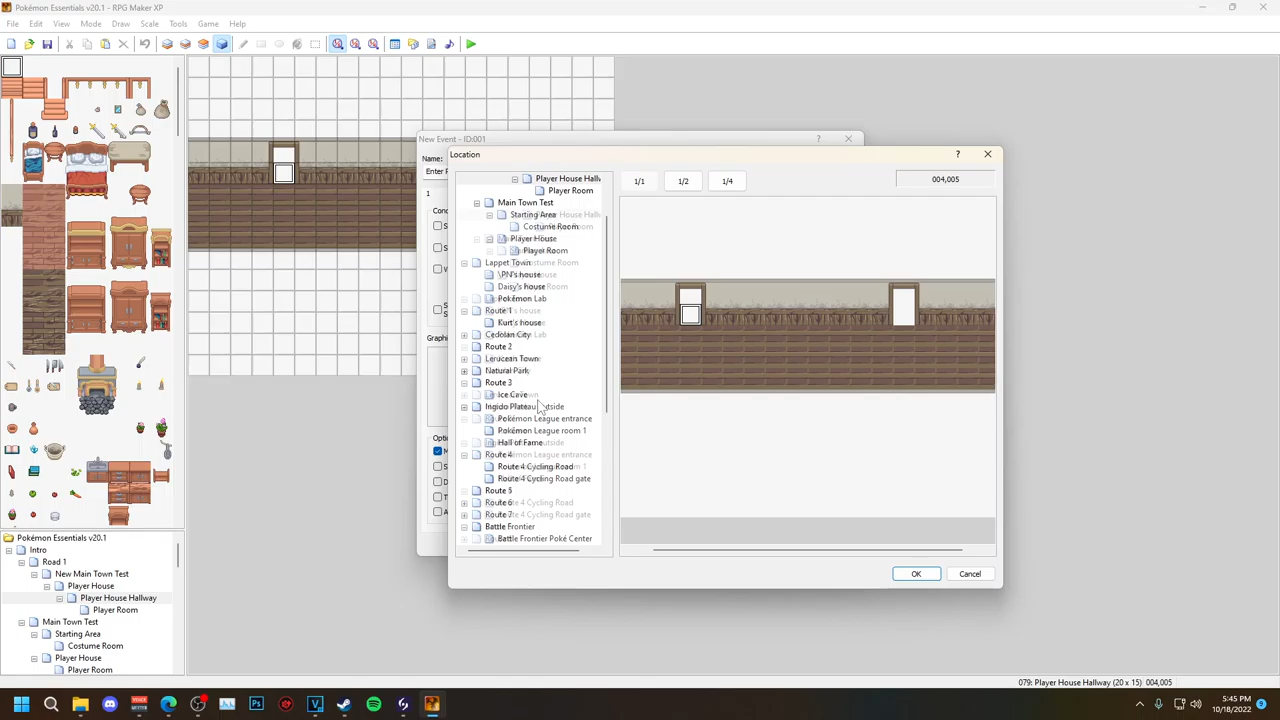 Pokémon Essentials v20.1 - RPG Maker XP
File Edit View Mode Draw Scale Tools Game Help
New Event - ID:001
Name:
1
Location
1/1 1/2 1/4 004,005
Player House Hallw
Player Room
Main Town Test
Starting Area
Costume Room
Player House
Player Room
Lappet Town
\PN's house
Daisy's house
Pokémon Lab
Route 1
Kurt's house
Cedolan City
Route 2
Lerucean Town
Natural Park
Route 3
Ice Cave
Ingido Plateau outside
Pokémon League entrance
Pokémon League room 1
Hall of Fame
Route 4
Route 4 Cycling Road
Route 4 Cycling Road gate
Route 5
Route 6
Route 7
Battle Frontier
Battle Frontier Poké Center
OK Cancel
Pokémon Essentials v20.1
Intro
Road 1
New Main Town Test
Player House
Player House Hallway
Player Room
Main Town Test
Starting Area
Costume Room
Player House
Player Room
079: Player House Hallway (20 x 15) 004,005
5:45 PM
10/18/2022